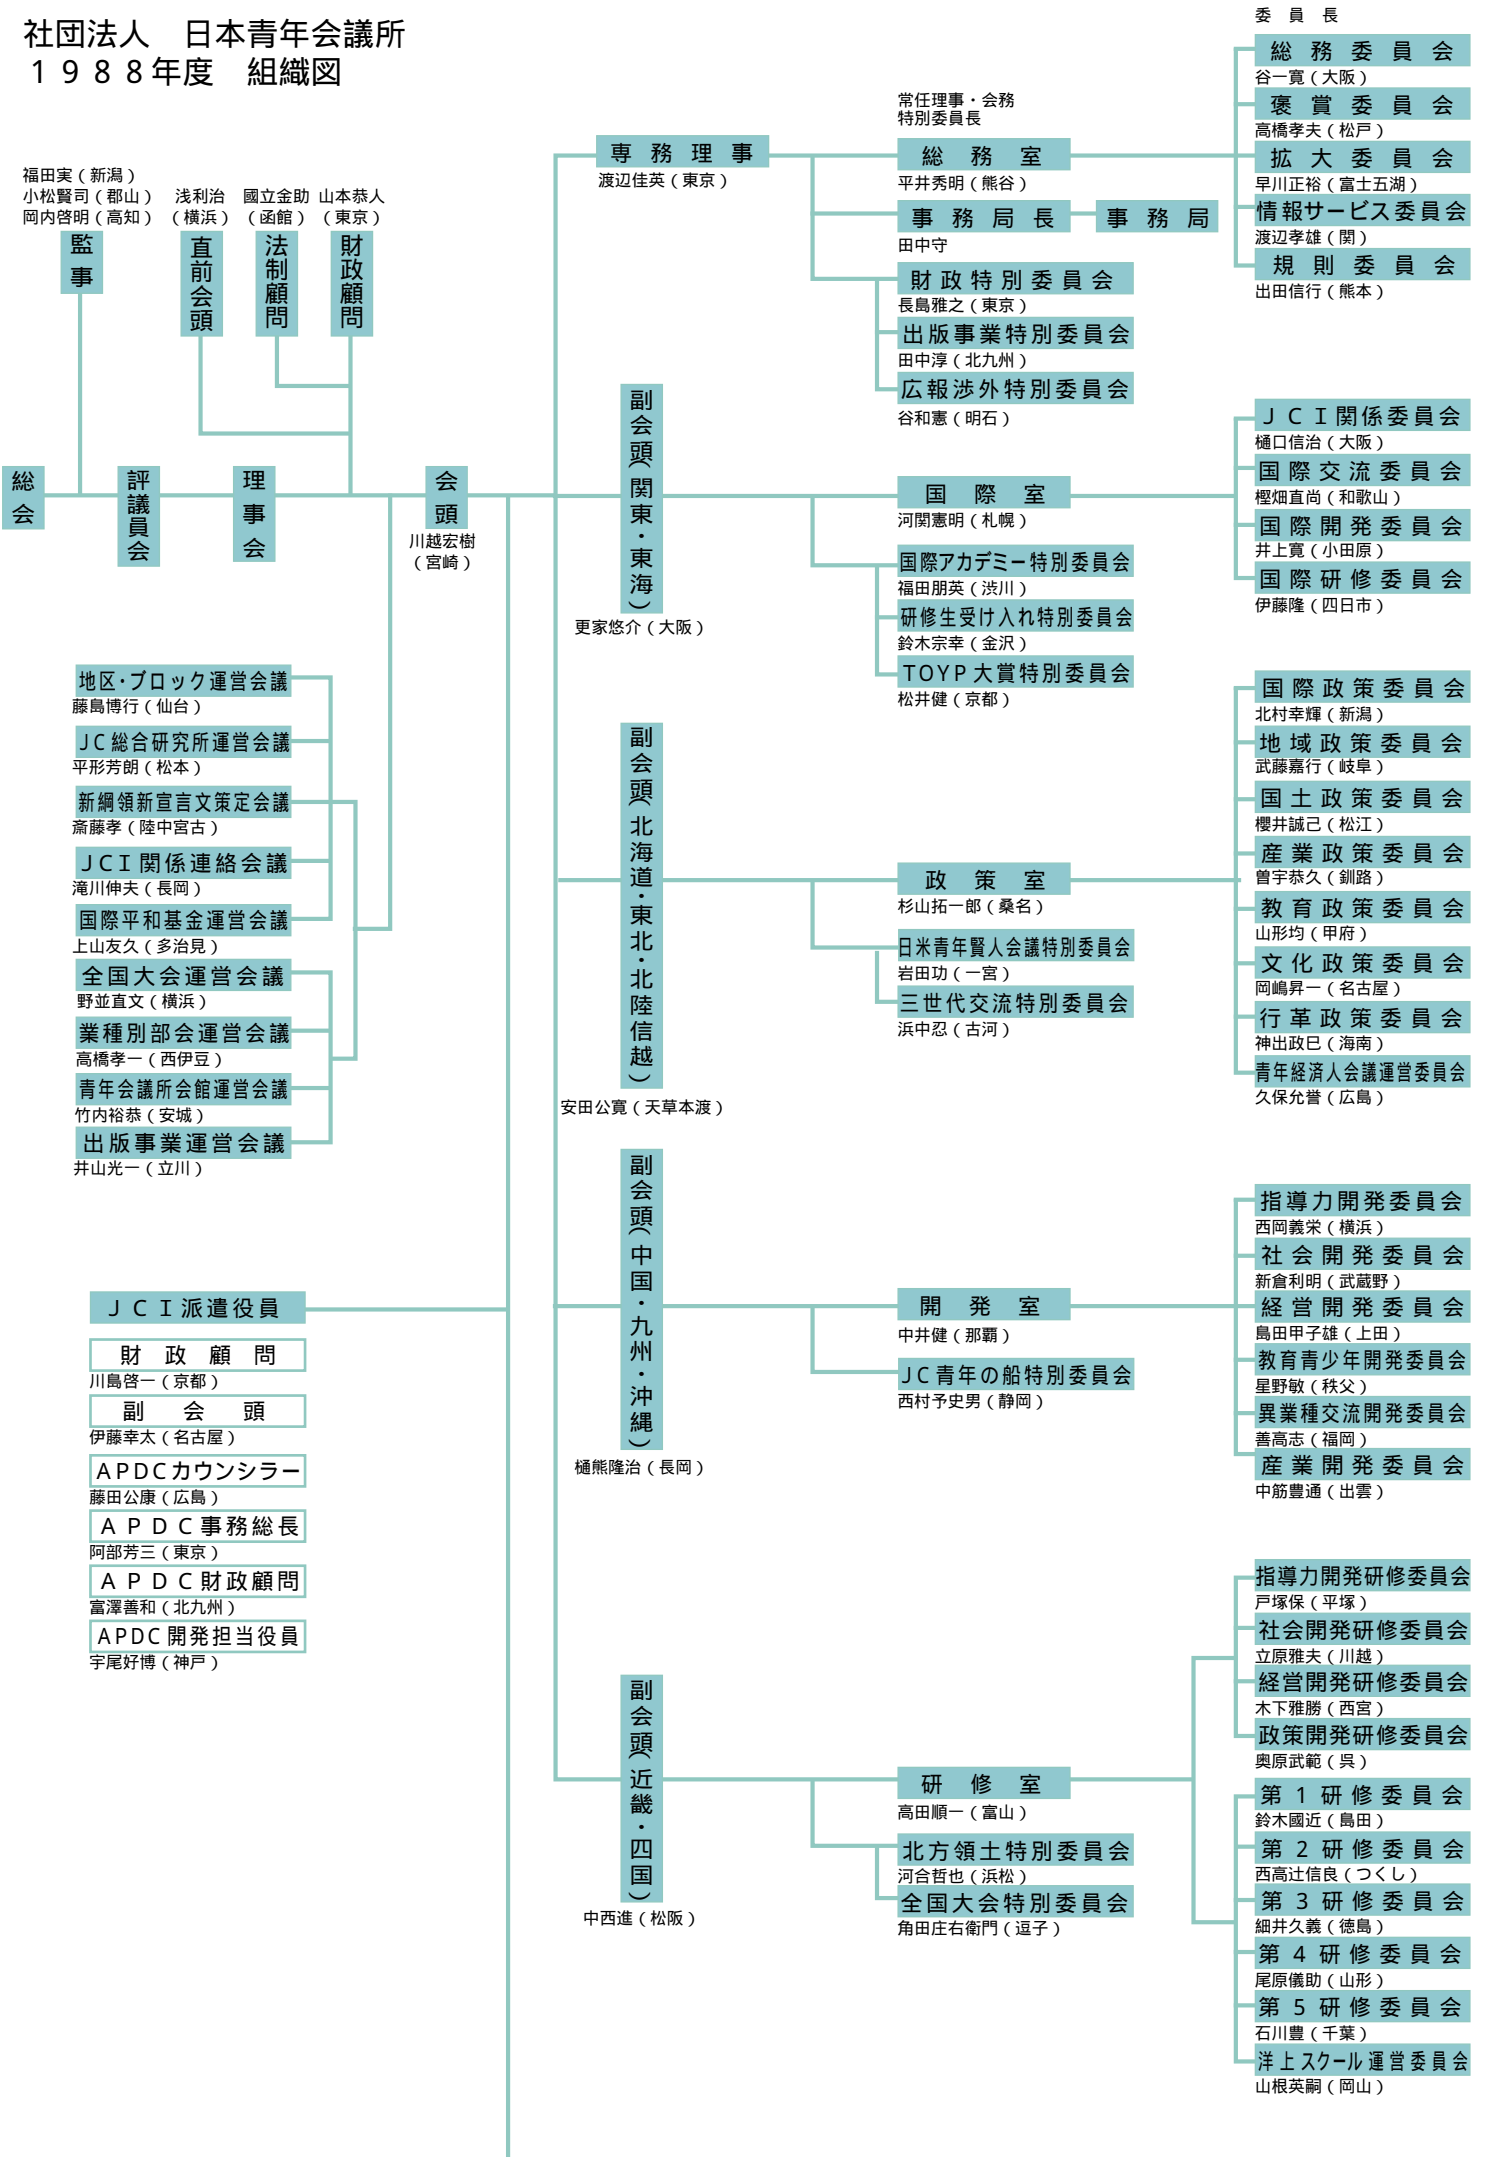 社団法人　日本青年会議所
１９８８年度　組織図
福田実（新潟）
小松賢司（郡山）
岡内啓明（高知）
監事
浅利治
（横浜）
直前会頭
國立金助
（函館）
法制顧問
山本恭人
（東京）
財政顧問
総会
評議員会
理事会
会頭
川越宏樹
（宮崎）
地区・ブロック運営会議
藤島博行（仙台）
JC総合研究所運営会議
平形芳朗（松本）
新綱領新宣言文策定会議
斎藤孝（陸中宮古）
JCI関係連絡会議
滝川伸夫（長岡）
国際平和基金運営会議
上山友久（多治見）
全国大会運営会議
野並直文（横浜）
業種別部会運営会議
高橋孝一（西伊豆）
青年会議所会館運営会議
竹内裕恭（安城）
出版事業運営会議
井山光一（立川）
ＪＣＩ派遣役員
財政顧問
川島啓一（京都）
副会頭
伊藤幸太（名古屋）
APDCカウンシラー
藤田公康（広島）
ＡＰＤＣ事務総長
阿部芳三（東京）
ＡＰＤＣ財政顧問
富澤善和（北九州）
APDC開発担当役員
宇尾好博（神戸）
専務理事
渡辺佳英（東京）
常任理事・会務
特別委員長
総務室
平井秀明（熊谷）
事務局長
事務局
田中守
財政特別委員会
長島雅之（東京）
出版事業特別委員会
田中淳（北九州）
広報渉外特別委員会
谷和憲（明石）
委員長
総務委員会
谷一寛（大阪）
褒賞委員会
高橋孝夫（松戸）
拡大委員会
早川正裕（富士五湖）
情報サービス委員会
渡辺孝雄（関）
規則委員会
出田信行（熊本）
副会頭（関東・東海）
更家悠介（大阪）
国際室
河関憲明（札幌）
国際アカデミー特別委員会
福田朋英（渋川）
研修生受け入れ特別委員会
鈴木宗幸（金沢）
TOYP大賞特別委員会
松井健（京都）
ＪＣＩ関係委員会
樋口信治（大阪）
国際交流委員会
樫畑直尚（和歌山）
国際開発委員会
井上寛（小田原）
国際研修委員会
伊藤隆（四日市）
副会頭（北海道・東北・北陸信越）
安田公寛（天草本渡）
政策室
杉山拓一郎（桑名）
日米青年賢人会議特別委員会
岩田功（一宮）
三世代交流特別委員会
浜中忍（古河）
国際政策委員会
北村幸輝（新潟）
地域政策委員会
武藤嘉行（岐阜）
国土政策委員会
櫻井誠己（松江）
産業政策委員会
曽宇恭久（釧路）
教育政策委員会
山形均（甲府）
文化政策委員会
岡嶋昇一（名古屋）
行革政策委員会
神出政巳（海南）
青年経済人会議運営委員会
久保允誉（広島）
副会頭（中国・九州・沖縄）
樋熊隆治（長岡）
開発室
中井健（那覇）
JC青年の船特別委員会
西村予史男（静岡）
指導力開発委員会
西岡義栄（横浜）
社会開発委員会
新倉利明（武蔵野）
経営開発委員会
島田甲子雄（上田）
教育青少年開発委員会
星野敏（秩父）
異業種交流開発委員会
善高志（福岡）
産業開発委員会
中筋豊通（出雲）
副会頭（近畿・四国）
中西進（松阪）
研修室
高田順一（富山）
北方領土特別委員会
河合哲也（浜松）
全国大会特別委員会
角田庄右衛門（逗子）
指導力開発研修委員会
戸塚保（平塚）
社会開発研修委員会
立原雅夫（川越）
経営開発研修委員会
木下雅勝（西宮）
政策開発研修委員会
奥原武範（呉）
第１研修委員会
鈴木國近（島田）
第２研修委員会
西高辻信良（つくし）
第３研修委員会
細井久義（徳島）
第４研修委員会
尾原儀助（山形）
第５研修委員会
石川豊（千葉）
洋上スクール運営委員会
山根英嗣（岡山）